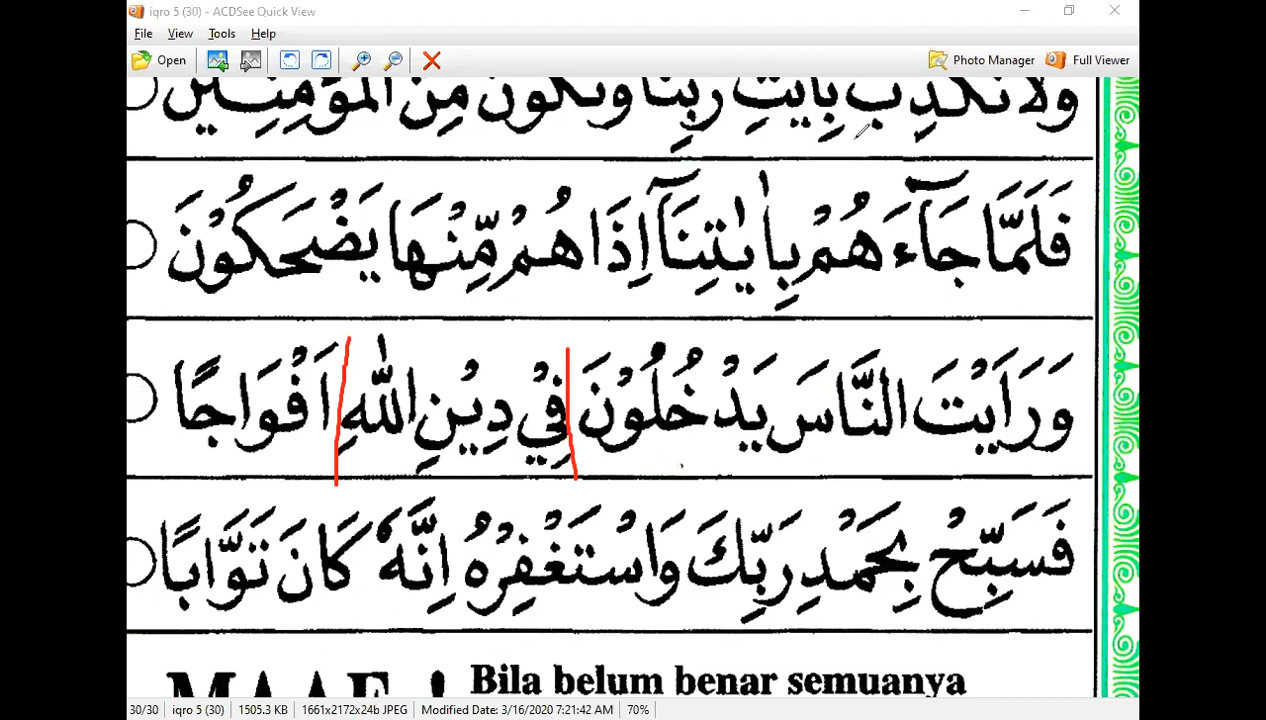 iqro 5 (30) - ACDSee Quick View
File View Tools Help
Open Photo Manager Full Viewer
وَلَا نُكَذِّبَ بِاٰيٰتِ رَبِّنَا وَنَكُوْنَ مِنَ الْمُؤْمِنِيْنَ
فَلَمَّا جَآءَ هُمْ بِاٰيٰتِنَآ اِذَا هُمْ مِّنْهَا يَضْحَكُوْنَ
وَرَاَيْتَ النَّاسَ يَدْخُلُوْنَ فِيْ دِيْنِ اللّٰهِ اَفْوَاجًا
فَسَبِّحْ بِحَمْدِ رَبِّكَ وَاسْتَغْفِرْهُ اِنَّهٗ كَانَ تَوَّابًا
MAAF ! Bila belum benar semuanya
30/30 iqro 5 (30) 1505.3 KB 1661x2172x24b JPEG Modified Date: 3/16/2020 7:21:42 AM 70%